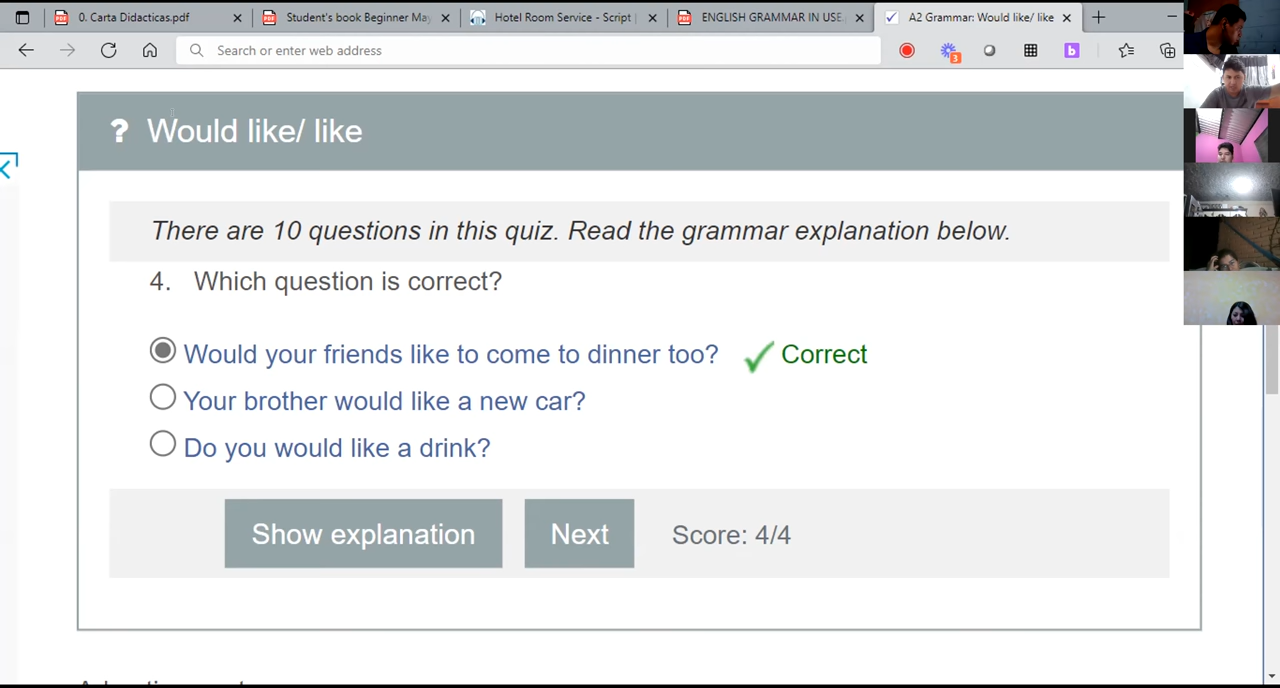 0. Carta Didacticas.pdf
Student's book Beginner Ma
Hotel Room Service - Script
ENGLISH GRAMMAR IN USE.
A2 Grammar: Would like/ like
Search or enter web address
3
b
? Would like/ like
There are 10 questions in this quiz. Read the grammar explanation below.
4. Which question is correct?
Would your friends like to come to dinner too? Correct
Your brother would like a new car?
Do you would like a drink?
Show explanation
Next
Score: 4/4